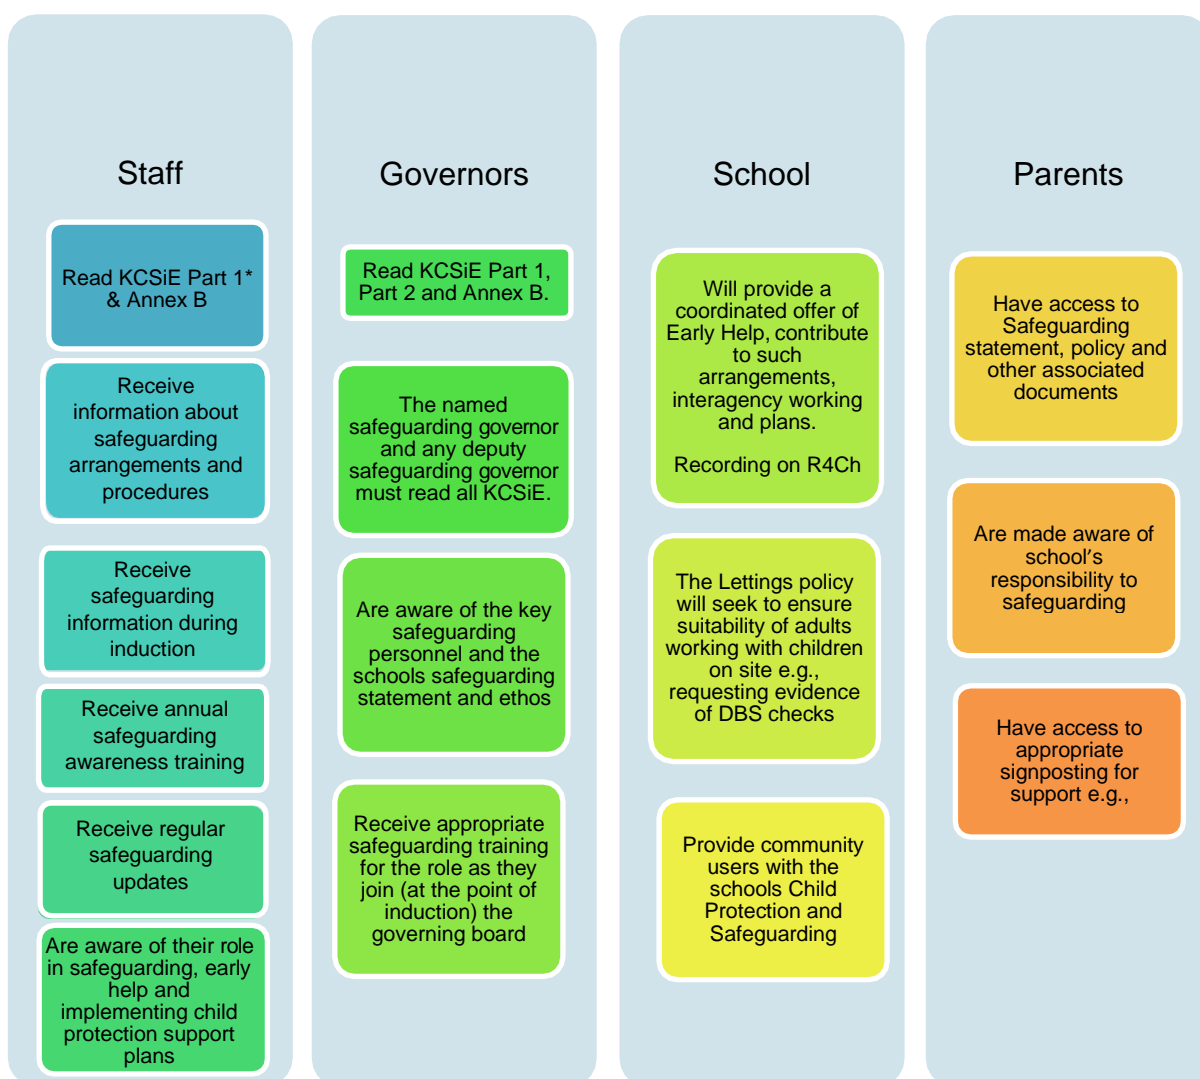 Staff
Read KCSiE Part 1*
& Annex B
Receive
information about
safeguarding
arrangements and
procedures
Receive
safeguarding
information during
induction
Receive annual
safeguarding
awareness training
Receive regular
safeguarding
updates
Are aware of their role
in safeguarding, early
help and
implementing child
protection support
plans
Governors
Read KCSiE Part 1,
Part 2 and Annex B.
The named
safeguarding governor
and any deputy
safeguarding governor
must read all KCSiE.
Are aware of the key
safeguarding
personnel and the
schools safeguarding
statement and ethos
Receive appropriate
safeguarding training
for the role as they
join (at the point of
induction) the
governing board
School
Will provide a
coordinated offer of
Early Help, contribute
to such
arrangements,
interagency working
and plans.
Recording on R4Ch
The Lettings policy
will seek to ensure
suitability of adults
working with children
on site e.g.,
requesting evidence
of DBS checks
Provide community
users with the
schools Child
Protection and
Safeguarding
Parents
Have access to
Safeguarding
statement, policy and
other associated
documents
Are made aware of
school's
responsibility to
safeguarding
Have access to
appropriate
signposting for
support e.g.,